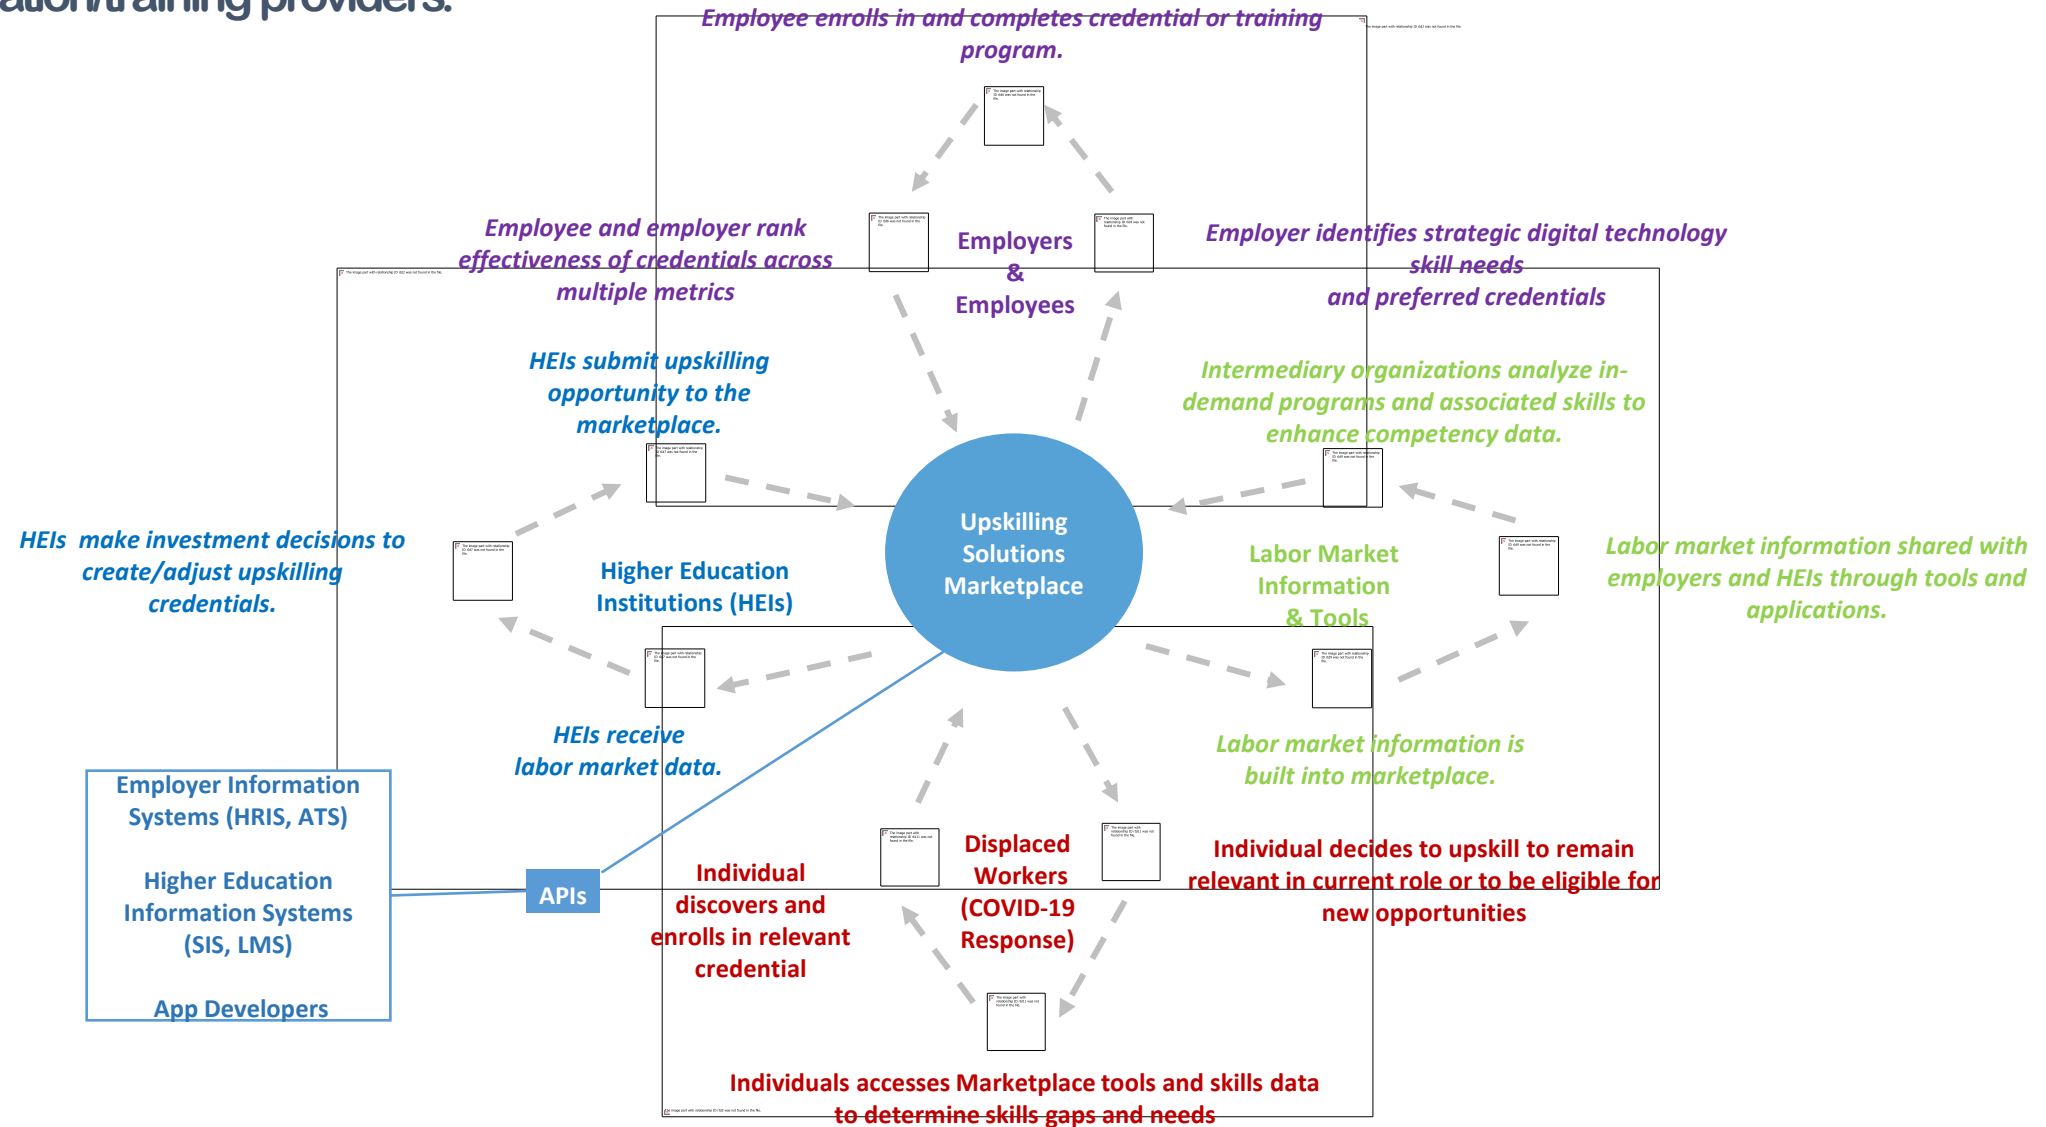 ation/training providers.
Employee enrolls in and completes credential or training
program.
Employee and employer rank
effectiveness of credentials across
multiple metrics
Employers
&
Employees
Employer identifies strategic digital technology
skill needs
and preferred credentials
HEIs submit upskilling
opportunity to the
marketplace.
Intermediary organizations analyze in-
demand programs and associated skills to
enhance competency data.
HEIs  make investment decisions to
create/adjust upskilling
credentials.
Higher Education
Institutions (HEIs)
Upskilling
Solutions
Marketplace
Labor Market
Information
& Tools
Labor market information shared with
employers and HEIs through tools and
applications.
HEIs receive
labor market data.
Labor market information is
built into marketplace.
Employer Information
Systems (HRIS, ATS)
Higher Education
Information Systems
(SIS, LMS)
App Developers
APIs
Individual
discovers and
enrolls in relevant
credential
Displaced
Workers
(COVID-19
Response)
Individual decides to upskill to remain
relevant in current role or to be eligible for
new opportunities
Individuals accesses Marketplace tools and skills data
to determine skills gaps and needs